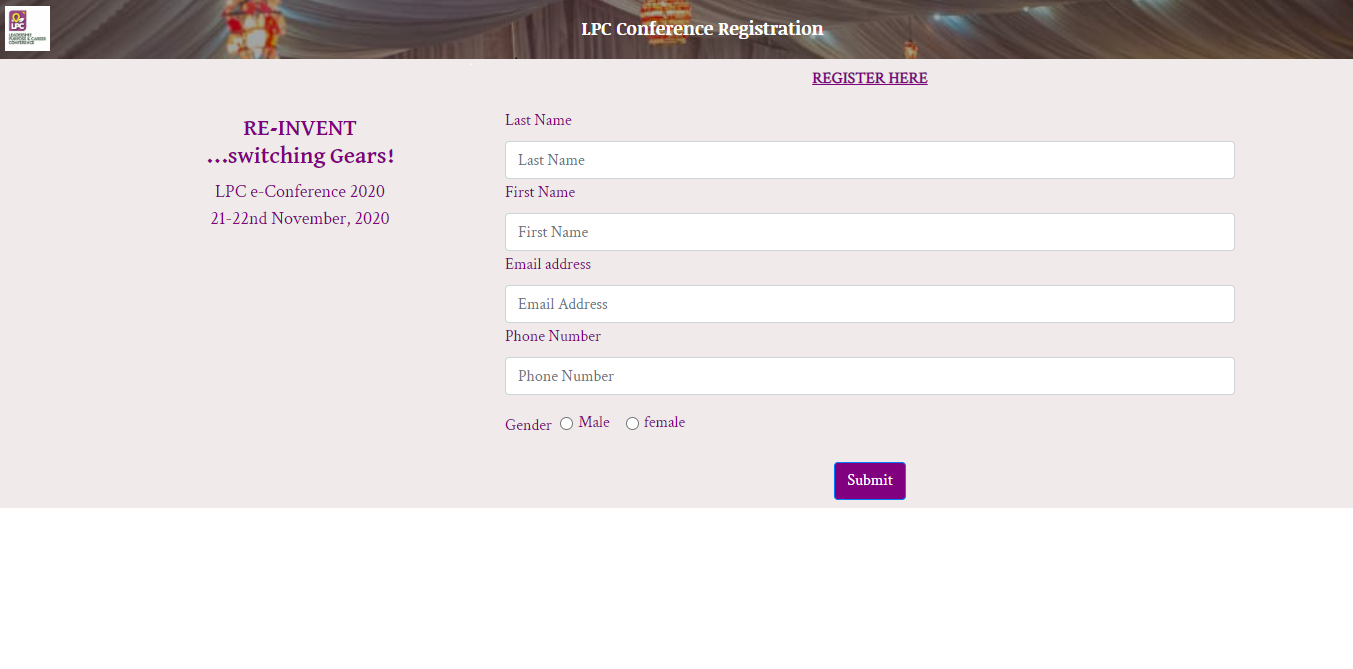 LPC
LEADERSHIP
PURPOSE & CAREER
CONFERENCE
LPC Conference Registration
REGISTER HERE
RE-INVENT
...switching Gears!
LPC e-Conference 2020
21-22nd November, 2020
Last Name
Last Name
First Name
First Name
Email address
Email Address
Phone Number
Phone Number
Gender Male female
Submit